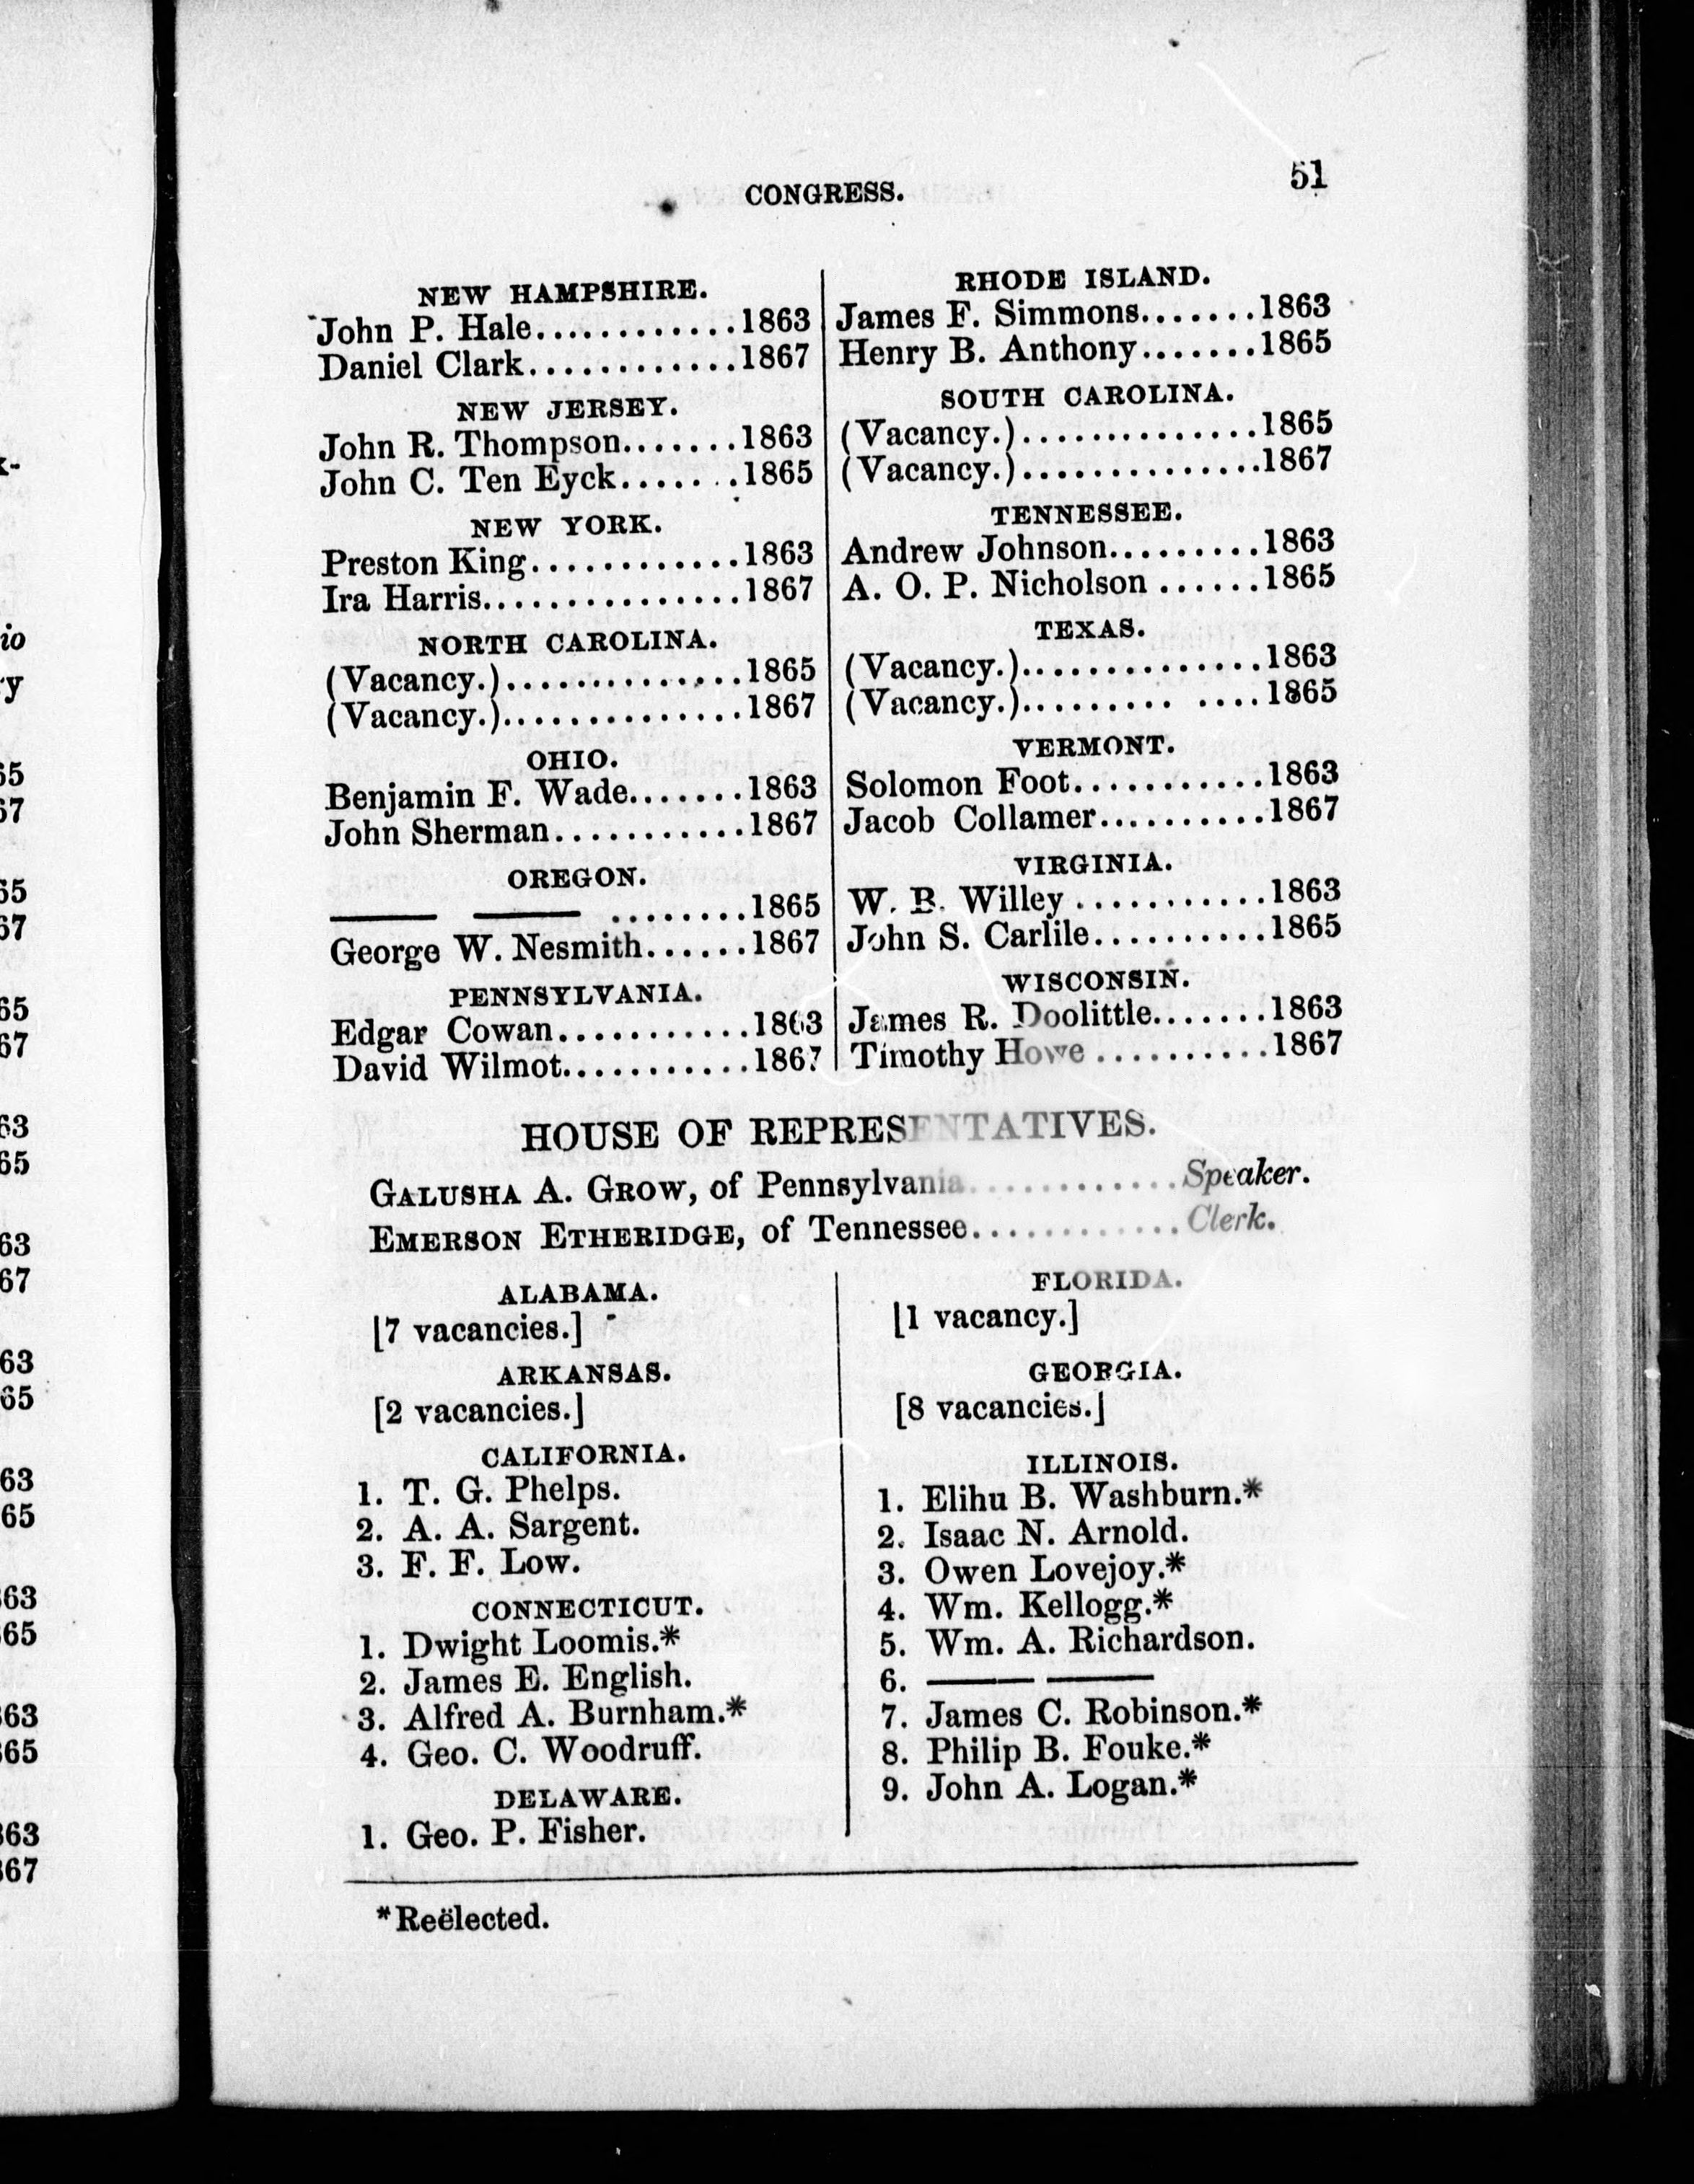 CONGRESS.
51
NEW HAMPSHIRE.
John P. Hale............1863
Daniel Clark............1867
NEW JERSEY.
John R. Thompson.......1863
John C. Ten Eyck.......1865
NEW YORK.
Preston King............1863
Ira Harris...............1867
NORTH CAROLINA.
(Vacancy.)..............1865
(Vacancy.)..............1867
OHIO.
Benjamin F. Wade.......1863
John Sherman...........1867
OREGON.
——— ——— ........1865
George W. Nesmith......1867
PENNSYLVANIA.
Edgar Cowan...........1863
David Wilmot...........1867
RHODE ISLAND.
James F. Simmons.......1863
Henry B. Anthony.......1865
SOUTH CAROLINA.
(Vacancy.)..............1865
(Vacancy.)..............1867
TENNESSEE.
Andrew Johnson.........1863
A. O. P. Nicholson ......1865
TEXAS.
(Vacancy.)..............1863
(Vacancy.)......... ....1865
VERMONT.
Solomon Foot...........1863
Jacob Collamer..........1867
VIRGINIA.
W. B. Willey ...........1863
John S. Carlile..........1865
WISCONSIN.
James R. Doolittle.......1863
Timothy Howe ..........1867
HOUSE OF REPRESENTATIVES.
GALUSHA A. GROW, of Pennsylvania............Speaker.
EMERSON ETHERIDGE, of Tennessee............Clerk.
ALABAMA.
[7 vacancies.]
ARKANSAS.
[2 vacancies.]
CALIFORNIA.
1. T. G. Phelps.
2. A. A. Sargent.
3. F. F. Low.
CONNECTICUT.
1. Dwight Loomis.*
2. James E. English.
3. Alfred A. Burnham.*
4. Geo. C. Woodruff.
DELAWARE.
1. Geo. P. Fisher.
FLORIDA.
[1 vacancy.]
GEORGIA.
[8 vacancies.]
ILLINOIS.
1. Elihu B. Washburn.*
2. Isaac N. Arnold.
3. Owen Lovejoy.*
4. Wm. Kellogg.*
5. Wm. A. Richardson.
6. ——— ———
7. James C. Robinson.*
8. Philip B. Fouke.*
9. John A. Logan.*
*Reëlected.